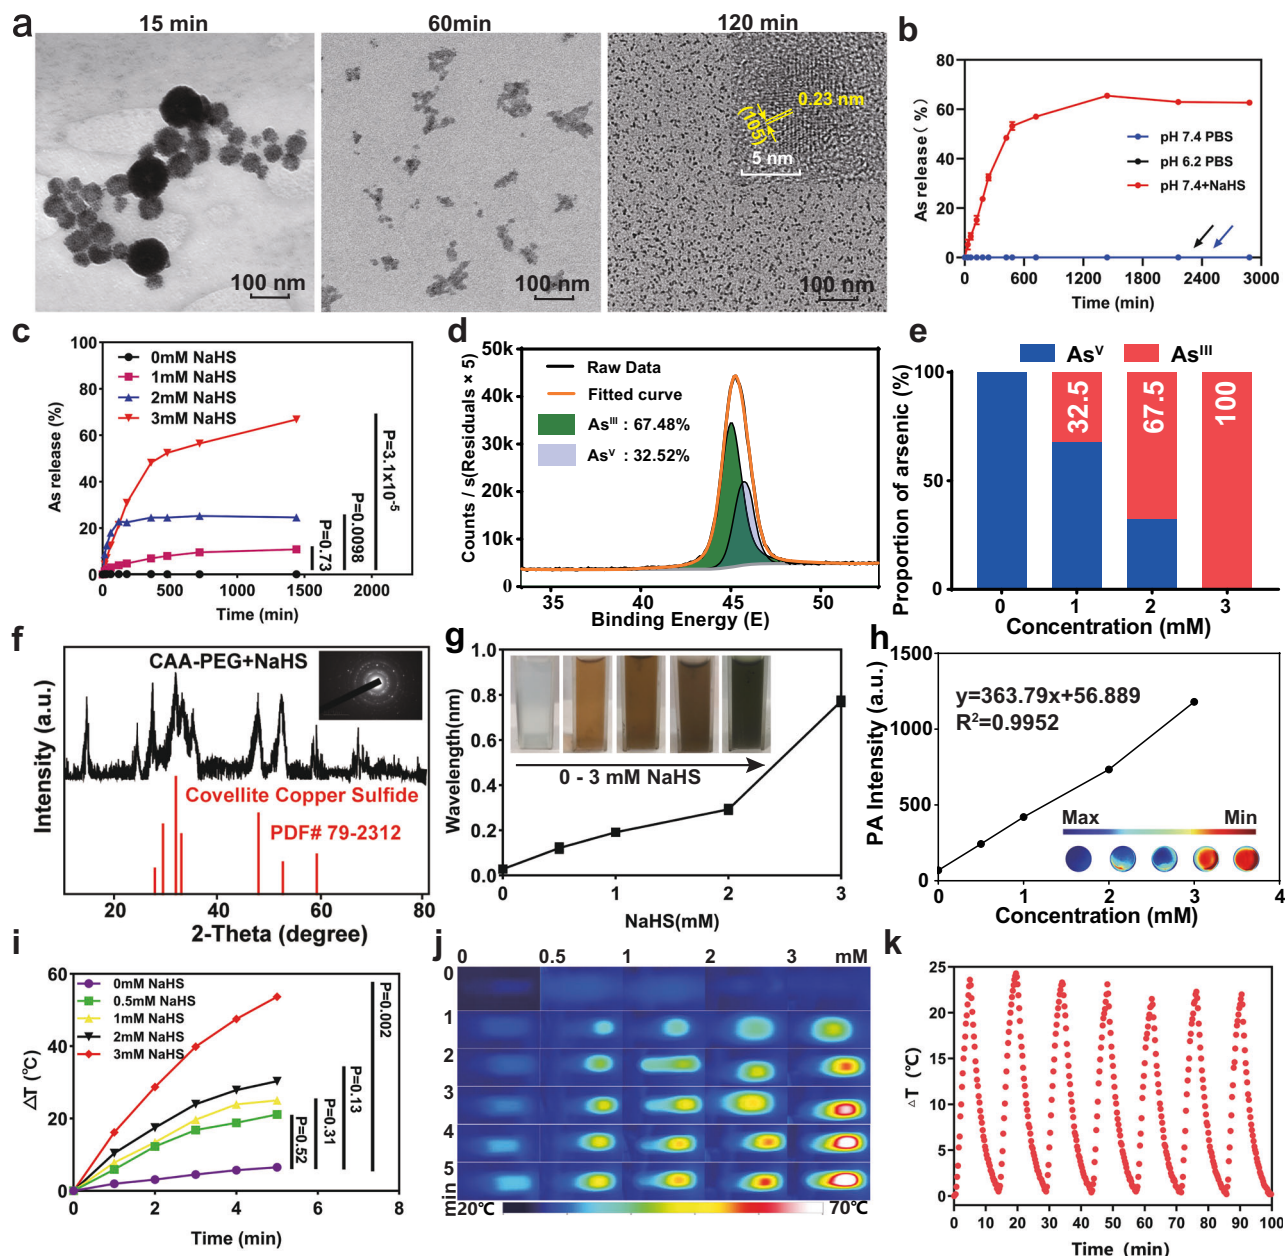 a
15 min
60min
120 min
0.23 nm
(105)
5 nm
100 nm
100 nm
100 nm
b
As release (%)
80
60
40
20
0
pH 7.4 PBS
pH 6.2 PBS
pH 7.4+NaHS
0 600 1200 1800 2400 3000
Time (min)
c
As release (%)
100
80
60
40
20
0
0mM NaHS
1mM NaHS
2mM NaHS
3mM NaHS
P=0.73
P=0.0098
P=3.1x10-5
0 500 1000 1500 2000
Time (min)
d
Counts / s(Residuals × 5)
50k
40k
30k
20k
10k
0
Raw Data
Fitted curve
AsIII : 67.48%
AsV : 32.52%
35 40 45 50
Binding Energy (E)
e
AsV AsIII
Proportion of arsenic (%)
100
50
0
32.5
67.5
100
0 1 2 3
Concentration (mM)
f
CAA-PEG+NaHS
Intensity (a.u.)
Covellite Copper Sulfide
PDF# 79-2312
20 40 60 80
2-Theta (degree)
g
Wavelength(nm)
1.0
0.8
0.6
0.4
0.2
0.0
0 - 3 mM NaHS
0 1 2 3
NaHS(mM)
h
PA Intensity (a.u.)
1500
1000
500
0
y=363.79x+56.889
R2=0.9952
Max Min
0 1 2 3 4
Concentration (mM)
i
△T (°C)
60
40
20
0
0mM NaHS
0.5mM NaHS
1mM NaHS
2mM NaHS
3mM NaHS
P=0.52
P=0.31
P=0.13
P=0.002
0 2 4 6 8
Time (min)
j
0 0.5 1 2 3 mM
0
1
2
3
4
5
min
20℃ 70℃
k
△T (℃)
25
20
15
10
5
0
0 10 20 30 40 50 60 70 80 90 100
Time (min)